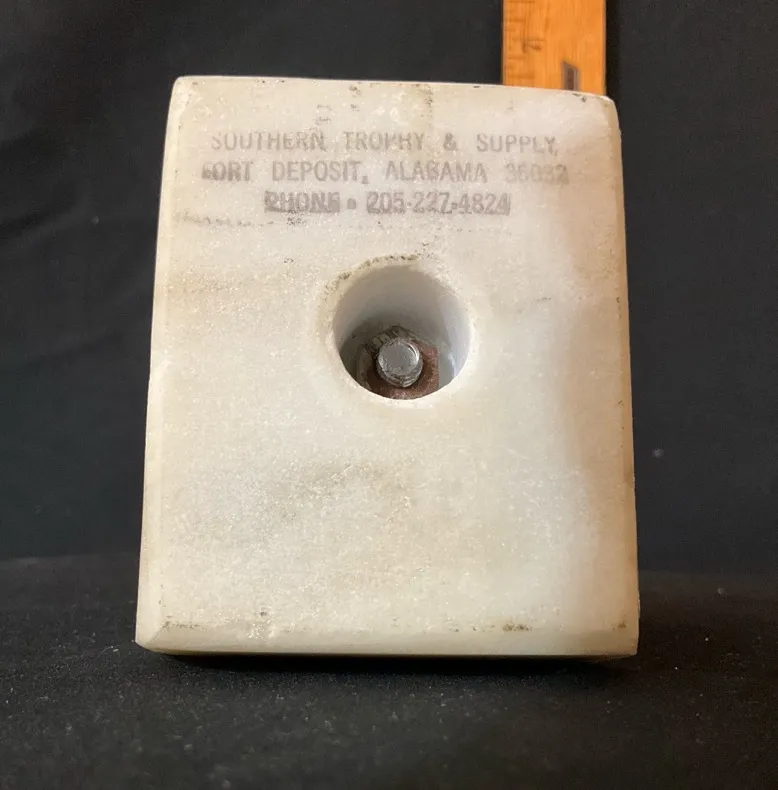 SOUTHERN TROPHY & SUPPLY,
FORT DEPOSIT, ALABAMA 36032
PHONE • 205-227-4824